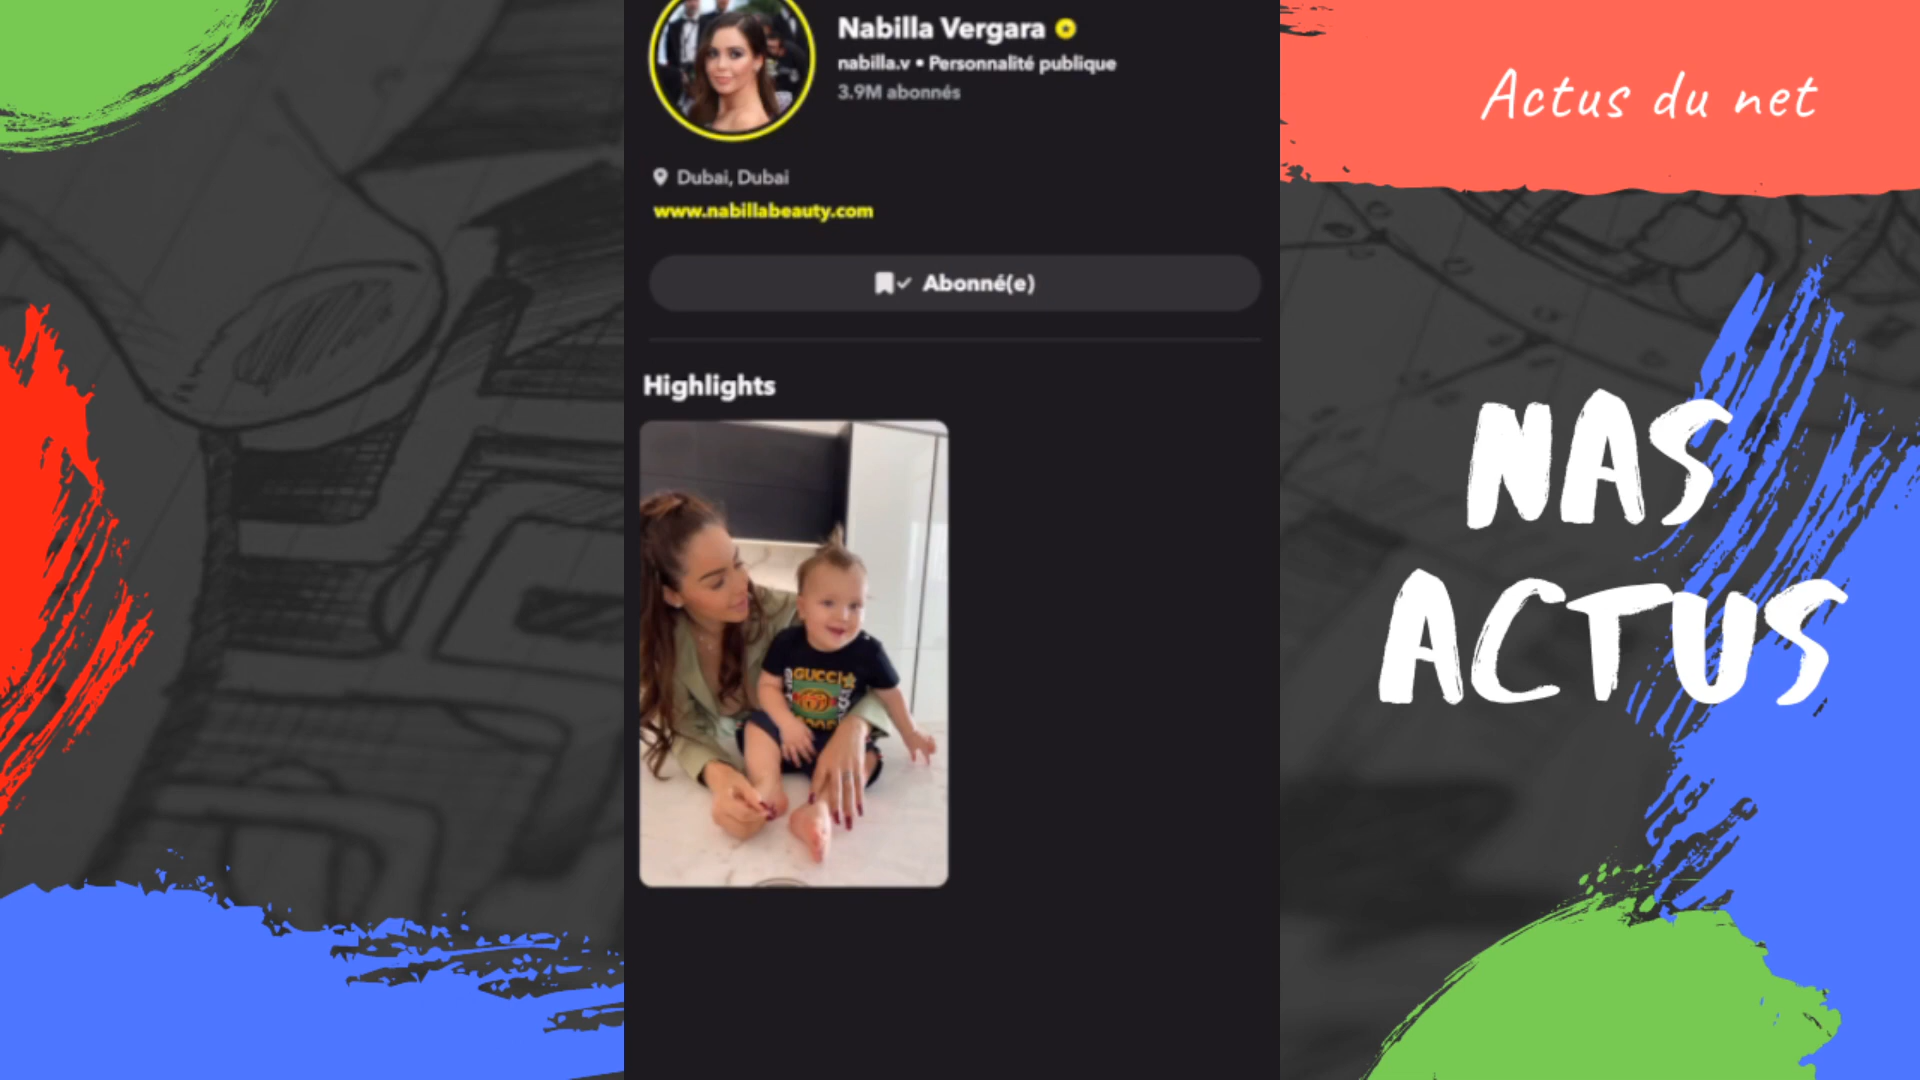 Nabilla Vergara
nabilla.v • Personnalité publique
3.9M abonnés
Dubai, Dubai
www.nabillabeauty.com
Abonné(e)
Highlights
GUCCI
Actus du net
NAS
ACTUS